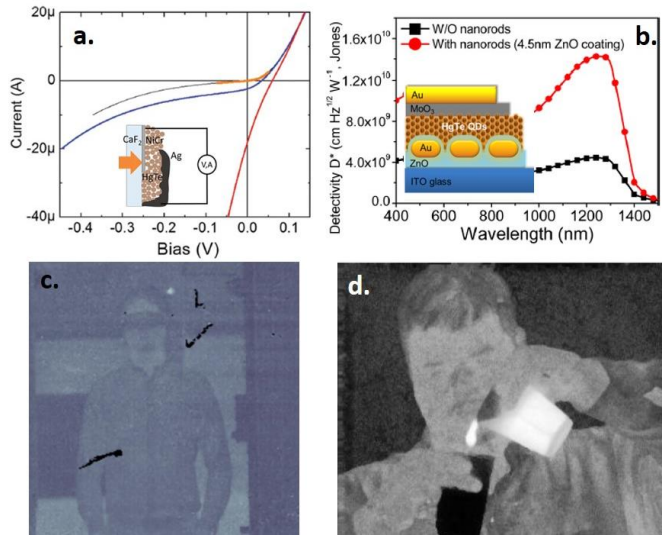 a.
Current (A)
20μ
0
-20μ
-40μ
-0.4 -0.3 -0.2 -0.1 0.0 0.1
Bias (V)
CaF2 NiCr
Ag
HgTe
V,A
b.
W/O nanorods
With nanorods (4.5nm ZnO coating)
Detectivity D* (cm Hz^1/2 W^-1, Jones)
1.6x10^10
1.2x10^10
8.0x10^9
4.0x10^9
0.0
400 600 1000 1200 1400
Wavelength (nm)
Au
MoO3
HgTe QDs
Au
ZnO
ITO glass
c.
d.